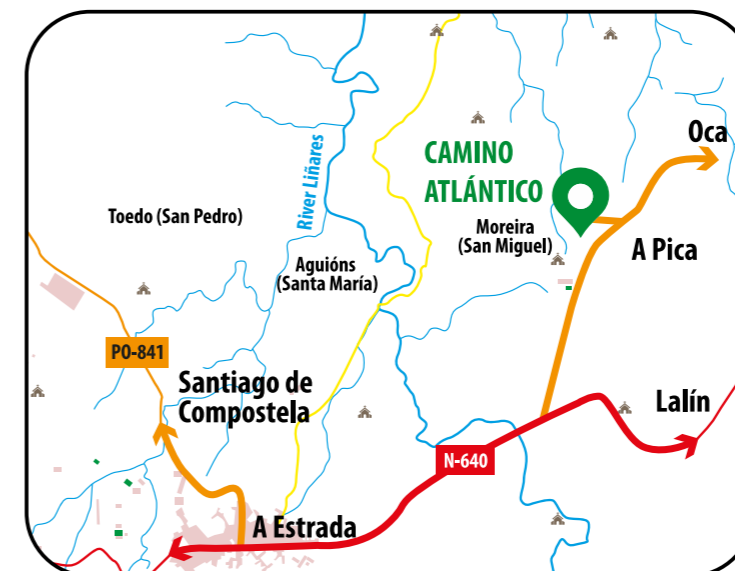 Oca
CAMINO
ATLÁNTICO
River Liñares
Toedo (San Pedro)
Moreira
(San Miguel)
A Pica
Aguións
(Santa María)
PO-841
Santiago de
Compostela
Lalín
N-640
A Estrada